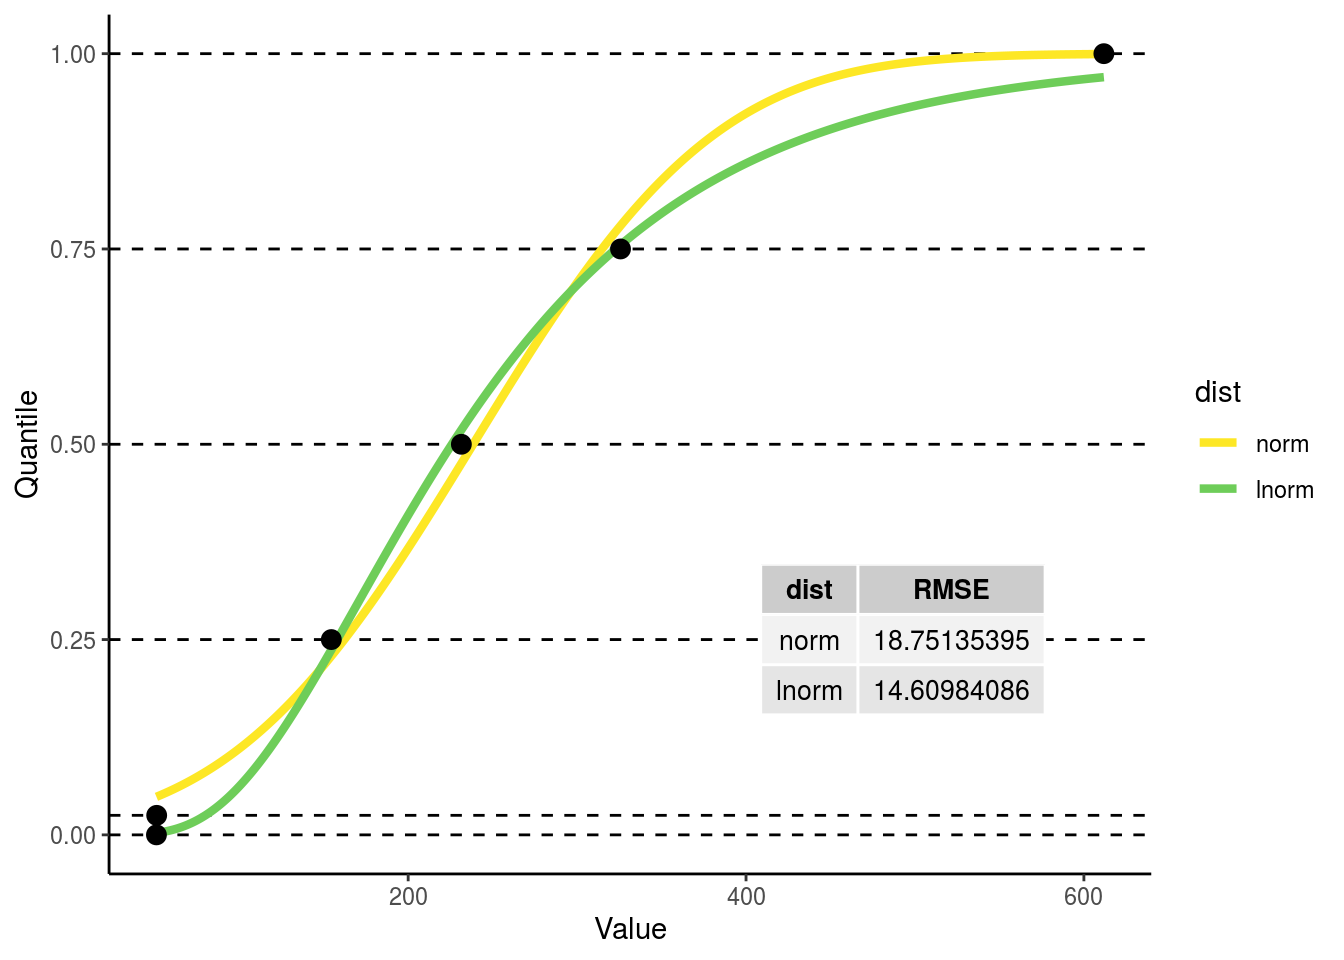 1.00
0.75
0.50
0.25
0.00
Quantile
200 400 600
Value
dist
norm
lnorm
dist RMSE
norm 18.75135395
lnorm 14.60984086